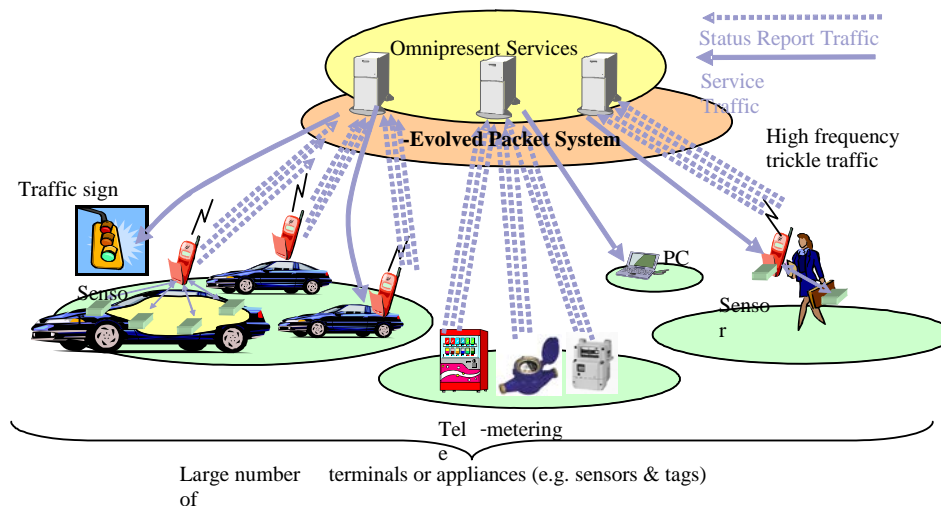 Omnipresent Services
Status Report Traffic
Service
Traffic
-Evolved Packet System
High frequency
trickle traffic
Traffic sign
PC
Senso
Senso
r
Tel -metering
e
Large number terminals or appliances (e.g. sensors & tags)
of